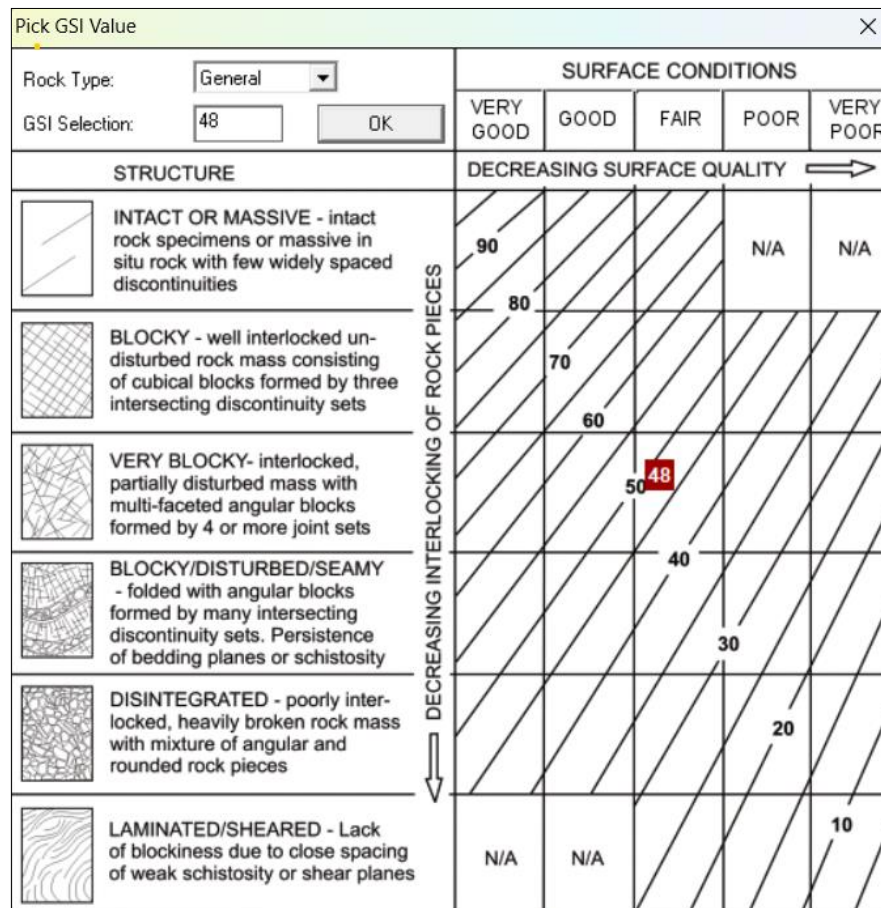 Pick GSI Value
Rock Type:
General
GSI Selection:
48
OK
SURFACE CONDITIONS
VERY
GOOD
GOOD
FAIR
POOR
VERY
POOR
STRUCTURE
DECREASING SURFACE QUALITY
DECREASING INTERLOCKING OF ROCK PIECES
INTACT OR MASSIVE - intact
rock specimens or massive in
situ rock with few widely spaced
discontinuities
90
N/A
N/A
80
BLOCKY - well interlocked un-
disturbed rock mass consisting
of cubical blocks formed by three
intersecting discontinuity sets
70
60
VERY BLOCKY- interlocked,
partially disturbed mass with
multi-faceted angular blocks
formed by 4 or more joint sets
50
48
BLOCKY/DISTURBED/SEAMY
- folded with angular blocks
formed by many intersecting
discontinuity sets. Persistence
of bedding planes or schistosity
40
30
DISINTEGRATED - poorly inter-
locked, heavily broken rock mass
with mixture of angular and
rounded rock pieces
20
LAMINATED/SHEARED - Lack
of blockiness due to close spacing
of weak schistosity or shear planes
N/A
N/A
10